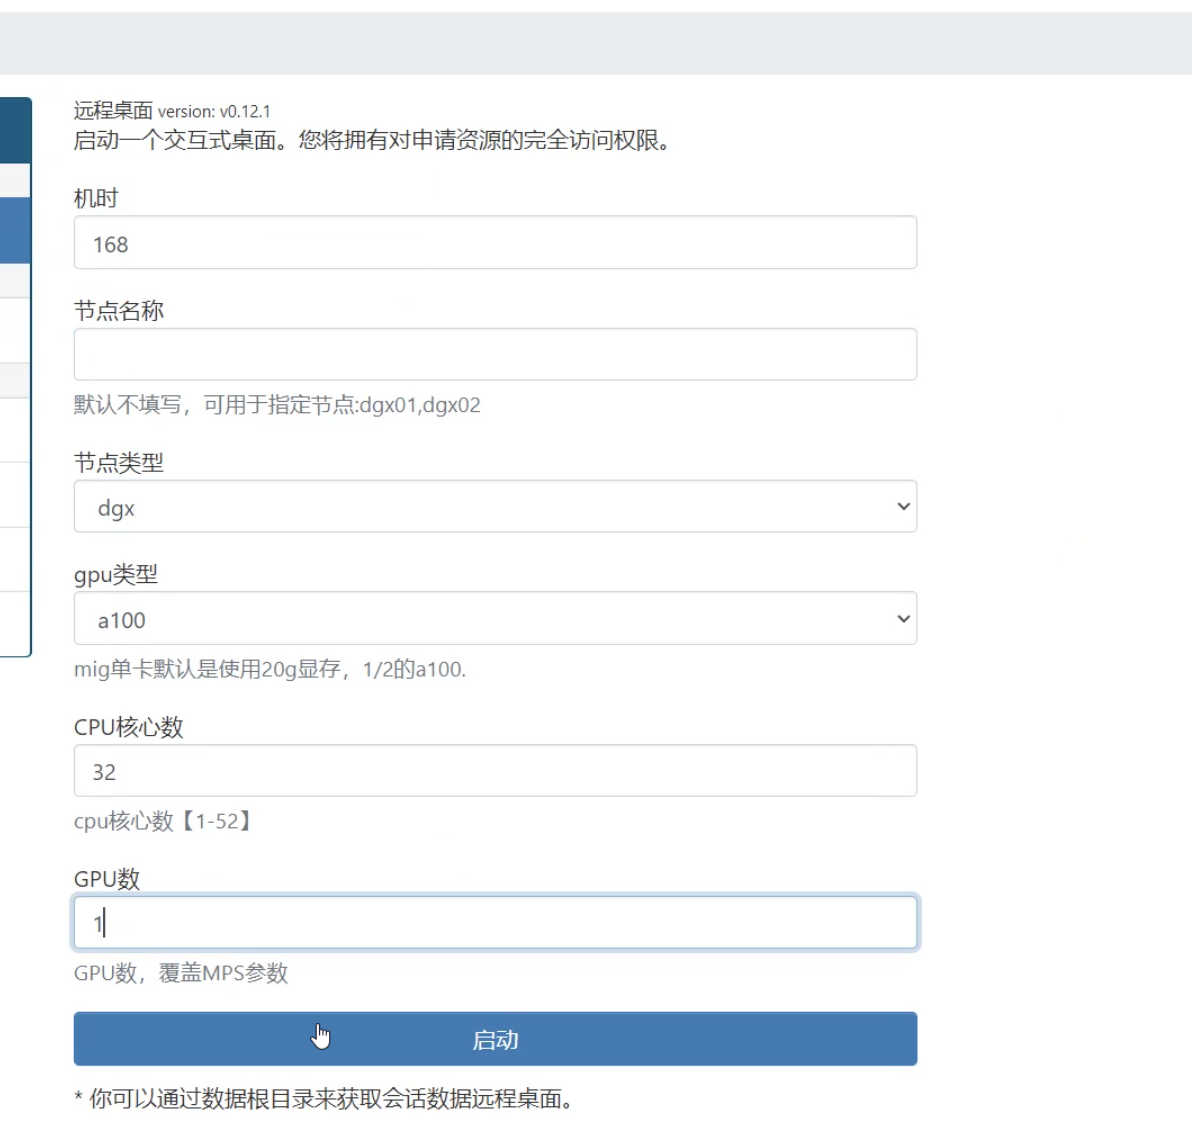 远程桌面 version: v0.12.1
启动一个交互式桌面。您将拥有对申请资源的完全访问权限。
机时
168
节点名称
默认不填写，可用于指定节点:dgx01,dgx02
节点类型
dgx
gpu类型
a100
mig单卡默认是使用20g显存，1/2的a100.
CPU核心数
32
cpu核心数【1-52】
GPU数
1
GPU数，覆盖MPS参数
启动
* 你可以通过数据根目录来获取会话数据远程桌面。